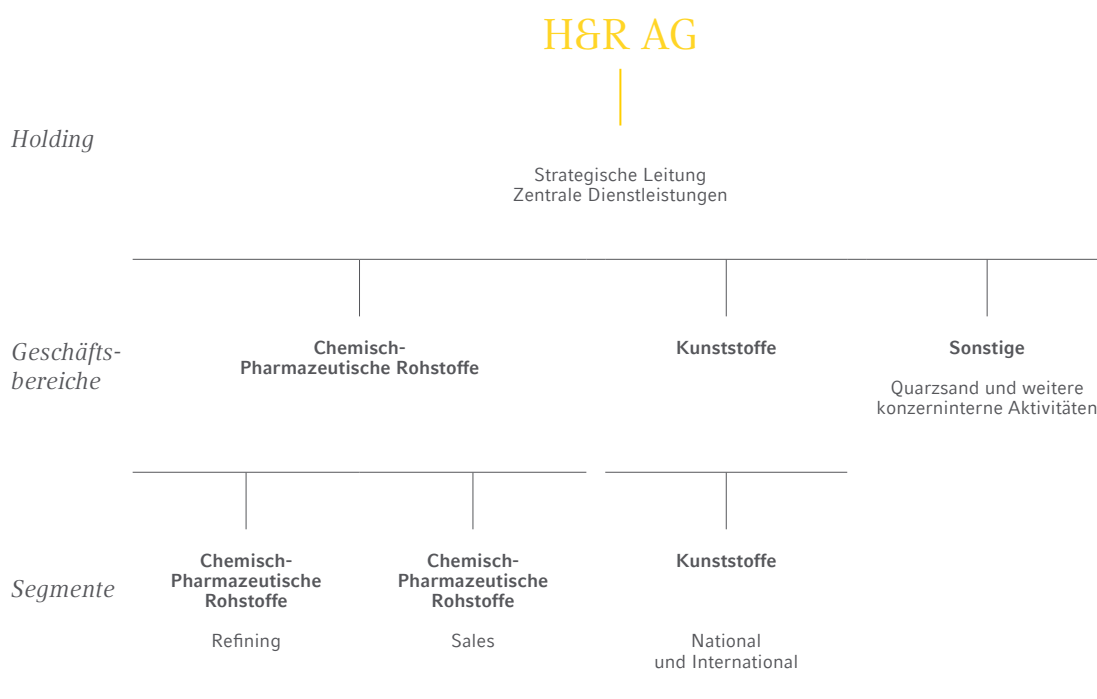 H&R AG
Holding
Strategische Leitung
Zentrale Dienstleistungen
Geschäfts-
bereiche
Chemisch-
Pharmazeutische Rohstoffe
Kunststoffe
Sonstige
Quarzsand und weitere
konzerninterne Aktivitäten
Segmente
Chemisch-
Pharmazeutische
Rohstoffe
Refining
Chemisch-
Pharmazeutische
Rohstoffe
Sales
Kunststoffe
National
und International